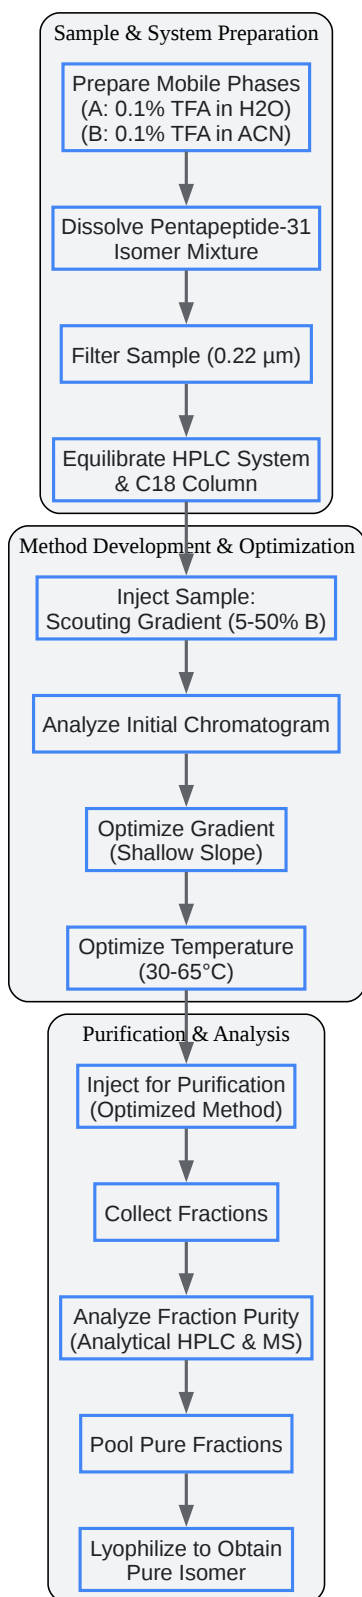 Sample & System Preparation
Prepare Mobile Phases
(A: 0.1% TFA in H2O)
(B: 0.1% TFA in ACN)
Dissolve Pentapeptide-31
Isomer Mixture
Filter Sample (0.22 µm)
Equilibrate HPLC System
& C18 Column
Method Development & Optimization
Inject Sample:
Scouting Gradient (5-50% B)
Analyze Initial Chromatogram
Optimize Gradient
(Shallow Slope)
Optimize Temperature
(30-65°C)
Purification & Analysis
Inject for Purification
(Optimized Method)
Collect Fractions
Analyze Fraction Purity
(Analytical HPLC & MS)
Pool Pure Fractions
Lyophilize to Obtain
Pure Isomer